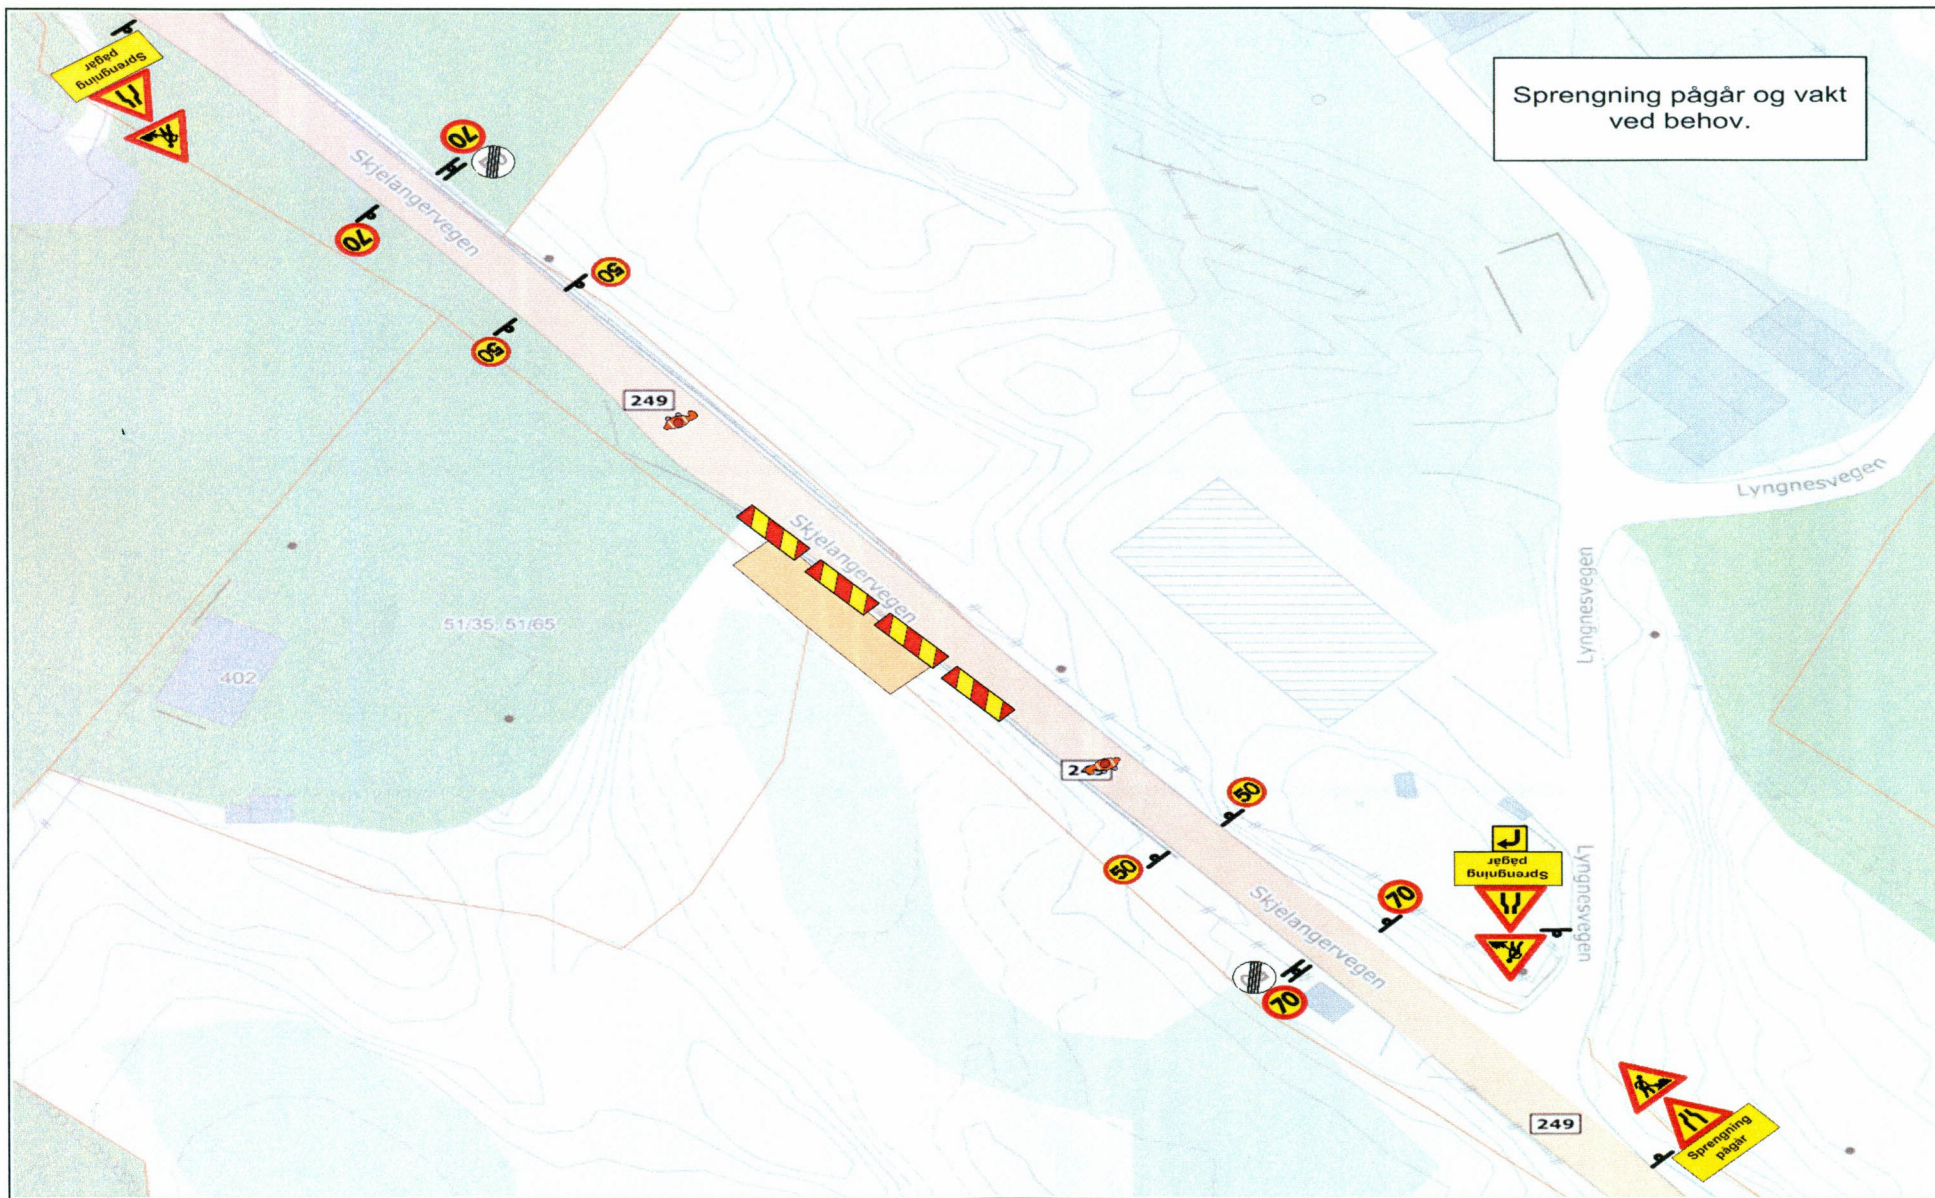 Sprengning pågår og vakt
ved behov.
Sprengning
pågår
70
Skjelangervegen
70
50
50
249
Skjelangervegen
51/35, 51/65
402
Lyngnesvegen
Lyngnesvegen
50
50
Sprengning
pågår
Lyngnesvegen
70
Skjelangervegen
70
249
Sprengning
pågår